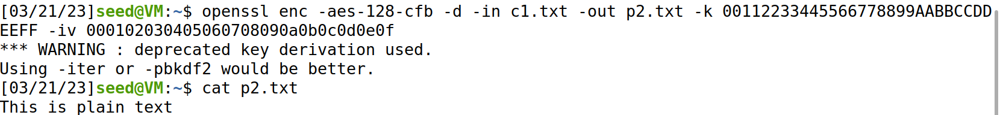 [03/21/23]seed@VM:~$ openssl enc -aes-128-cfb -d -in c1.txt -out p2.txt -k 00112233445566778899AABBCCDD
EEFF -iv 000102030405060708090a0b0c0d0e0f
*** WARNING : deprecated key derivation used.
Using -iter or -pbkdf2 would be better.
[03/21/23]seed@VM:~$ cat p2.txt
This is plain text